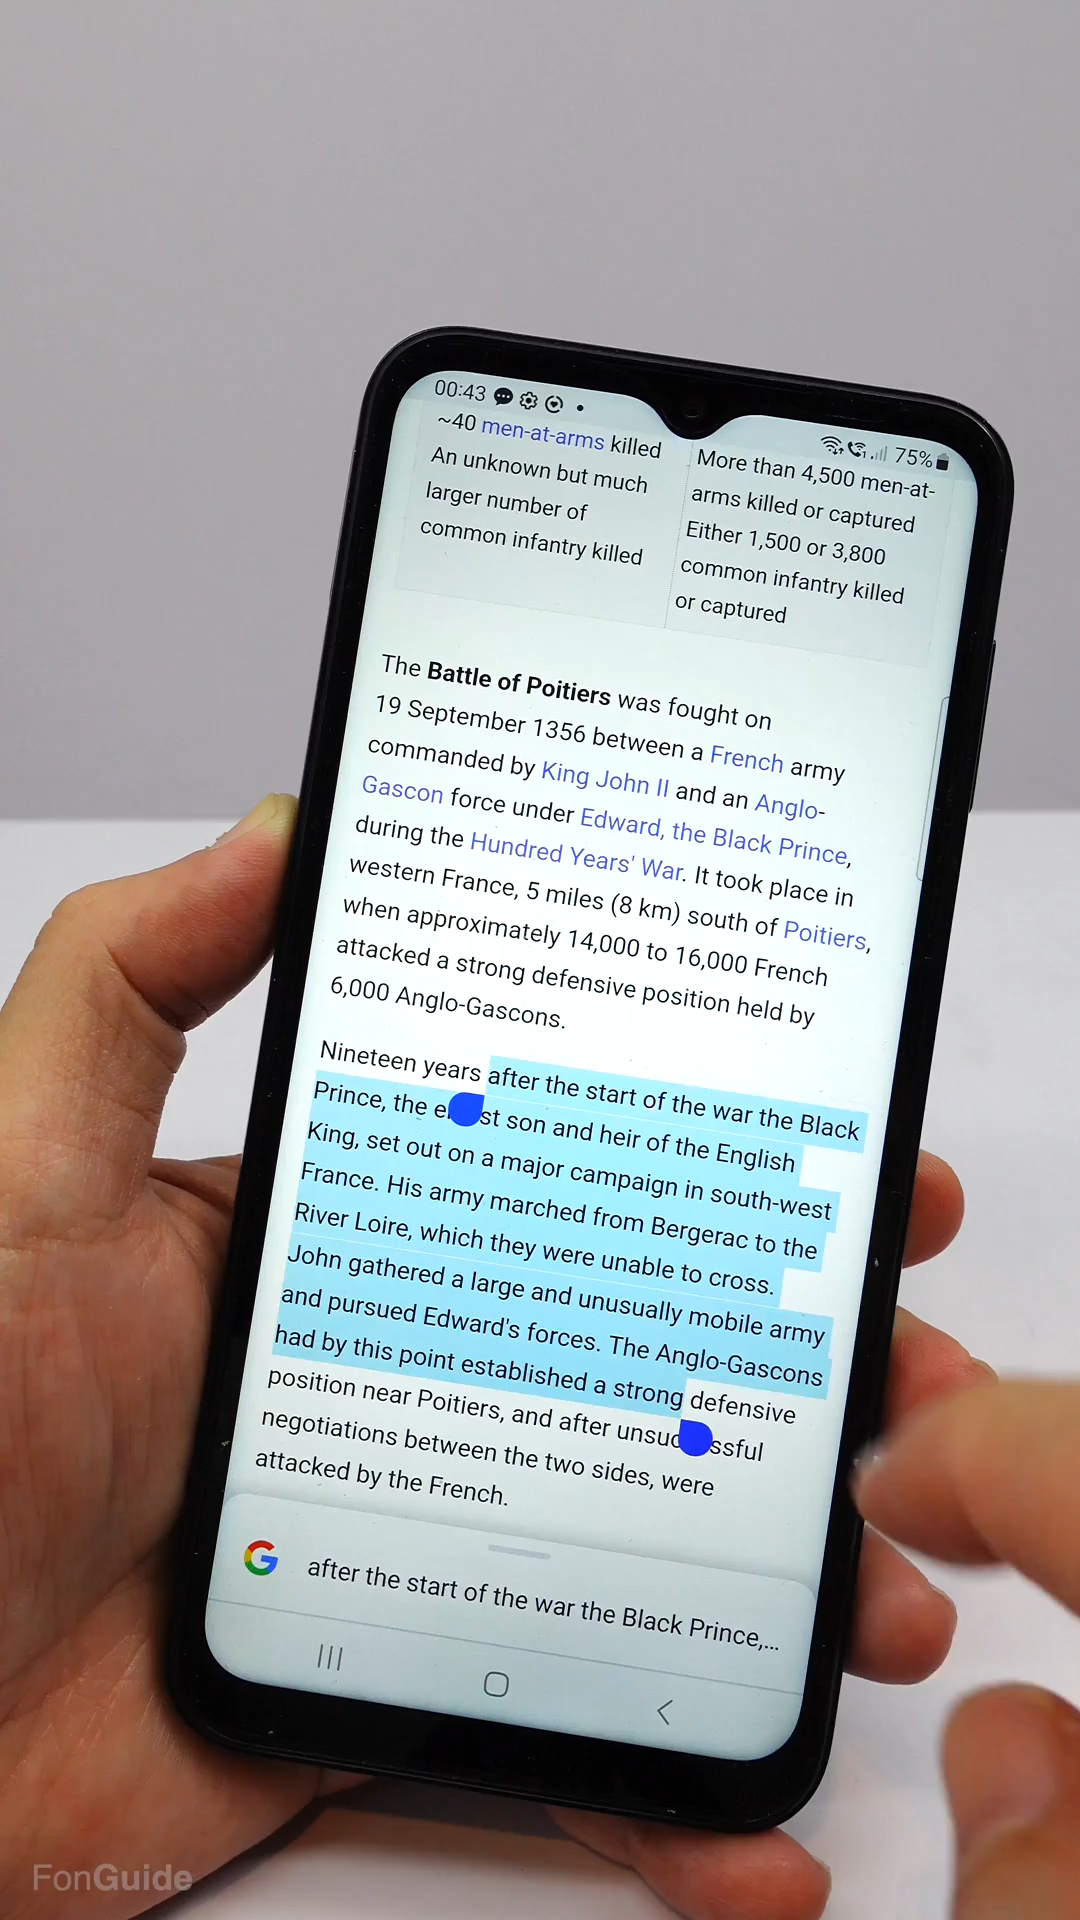 00:43
75%
~40 men-at-arms killed
An unknown but much
larger number of
common infantry killed
More than 4,500 men-at-
arms killed or captured
Either 1,500 or 3,800
common infantry killed
or captured
The Battle of Poitiers was fought on
19 September 1356 between a French army
commanded by King John II and an Anglo-
Gascon force under Edward, the Black Prince,
during the Hundred Years' War. It took place in
western France, 5 miles (8 km) south of Poitiers,
when approximately 14,000 to 16,000 French
attacked a strong defensive position held by
6,000 Anglo-Gascons.
Nineteen years after the start of the war the Black
Prince, the st son and heir of the English
King, set out on a major campaign in south-west
France. His army marched from Bergerac to the
River Loire, which they were unable to cross.
John gathered a large and unusually mobile army
and pursued Edward's forces. The Anglo-Gascons
had by this point established a strong defensive
position near Poitiers, and after unsuc ssful
negotiations between the two sides, were
attacked by the French.
G after the start of the war the Black Prince,...
FonGuide